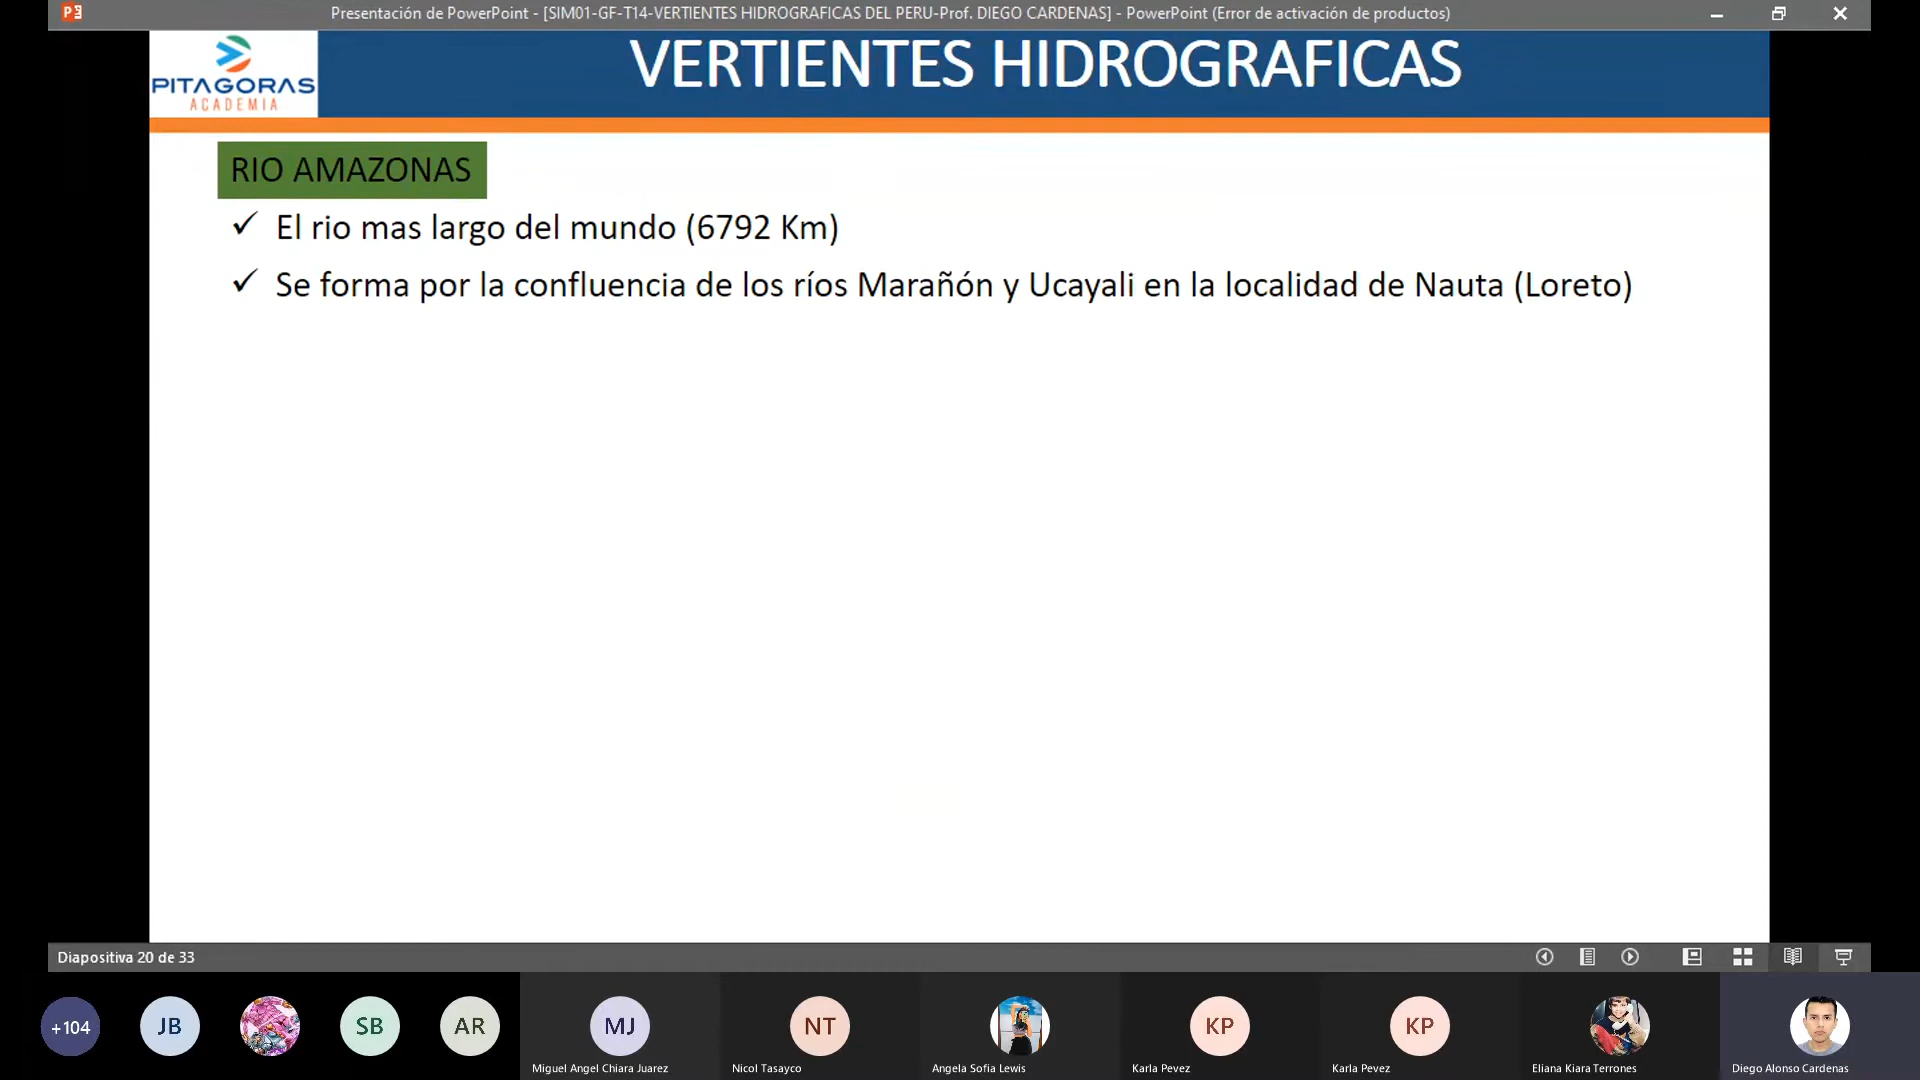 Presentación de PowerPoint - [SIM01-GF-T14-VERTIENTES HIDROGRAFICAS DEL PERU-Prof. DIEGO CARDENAS] - PowerPoint (Error de activación de productos)
PITAGORAS
ACADEMIA
VERTIENTES HIDROGRAFICAS
RIO AMAZONAS
✓ El rio mas largo del mundo (6792 Km)
✓ Se forma por la confluencia de los ríos Marañón y Ucayali en la localidad de Nauta (Loreto)
Diapositiva 20 de 33
+104
JB
SB
AR
MJ
NT
KP
KP
Miguel Angel Chiara Juarez
Nicol Tasayco
Angela Sofia Lewis
Karla Pevez
Karla Pevez
Eliana Kiara Terrones
Diego Alonso Cardenas